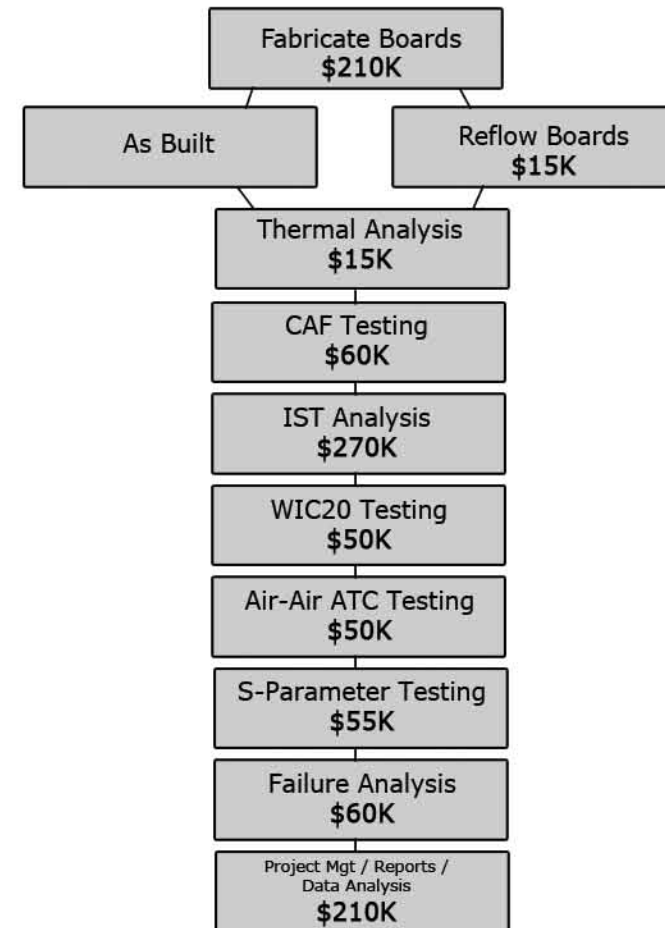 Fabricate Boards
$210K
As Built
Reflow Boards
$15K
Thermal Analysis
$15K
CAF Testing
$60K
IST Analysis
$270K
WIC20 Testing
$50K
Air-Air ATC Testing
$50K
S-Parameter Testing
$55K
Failure Analysis
$60K
Project Mgt / Reports /
Data Analysis
$210K